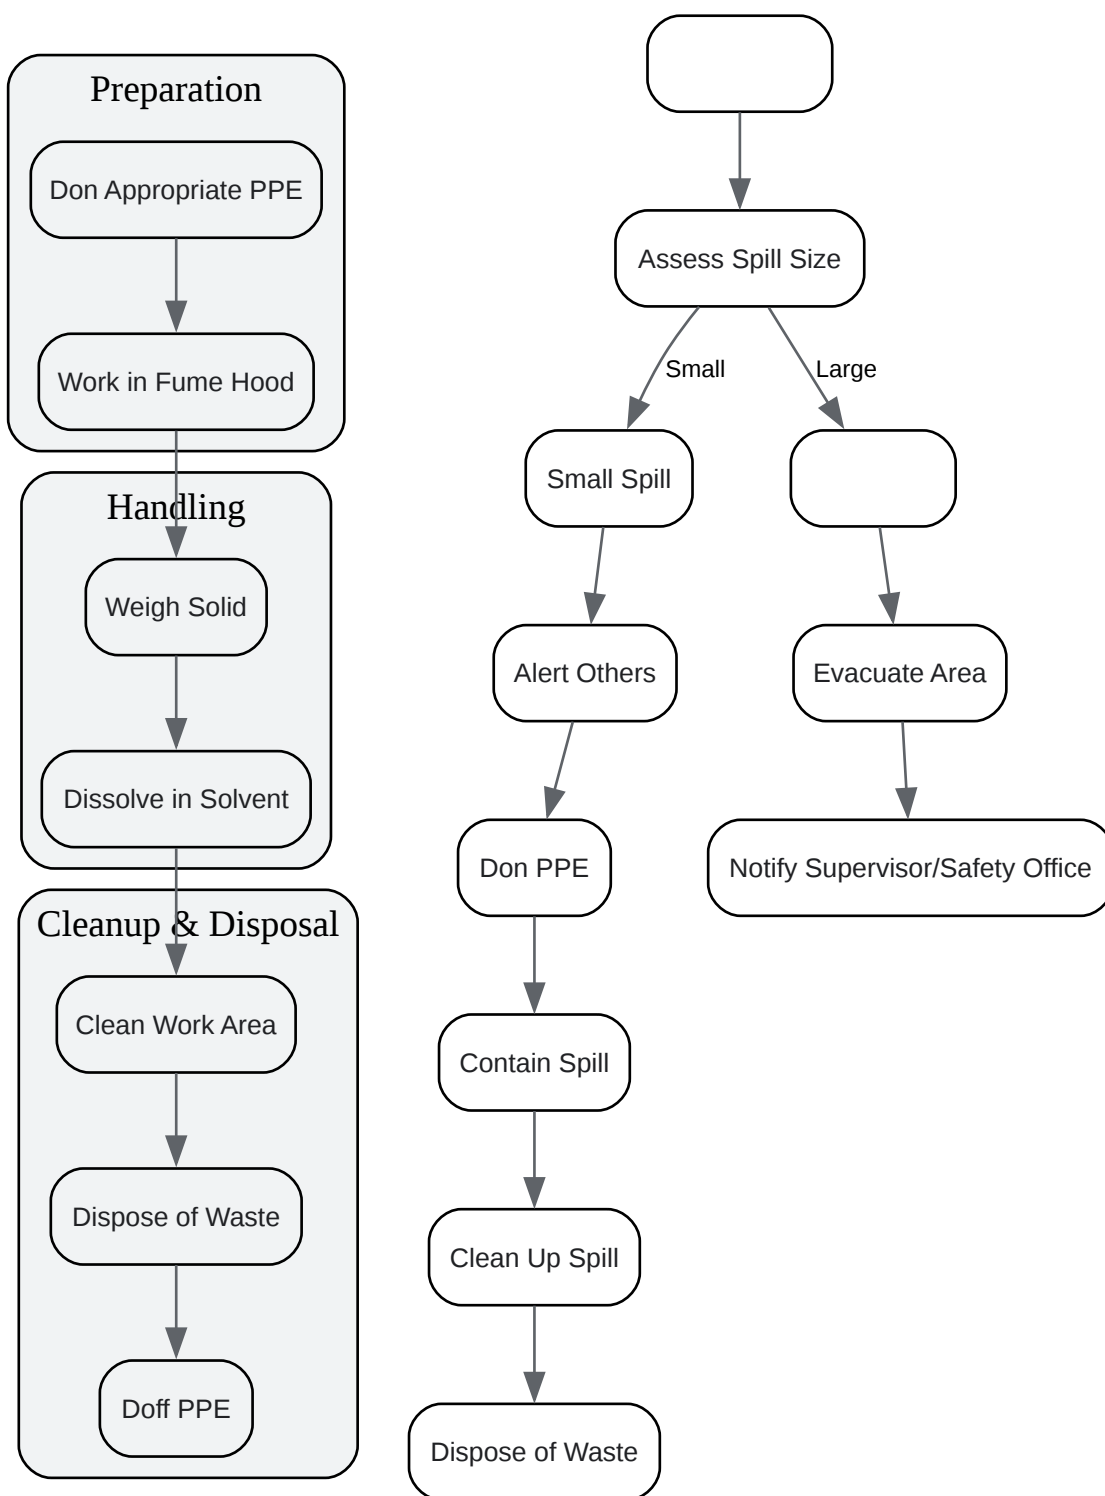 Preparation
Don Appropriate PPE
Work in Fume Hood
Handling
Weigh Solid
Dissolve in Solvent
Cleanup & Disposal
Clean Work Area
Dispose of Waste
Doff PPE
Assess Spill Size
Small
Large
Small Spill
Alert Others
Evacuate Area
Don PPE
Notify Supervisor/Safety Office
Contain Spill
Clean Up Spill
Dispose of Waste